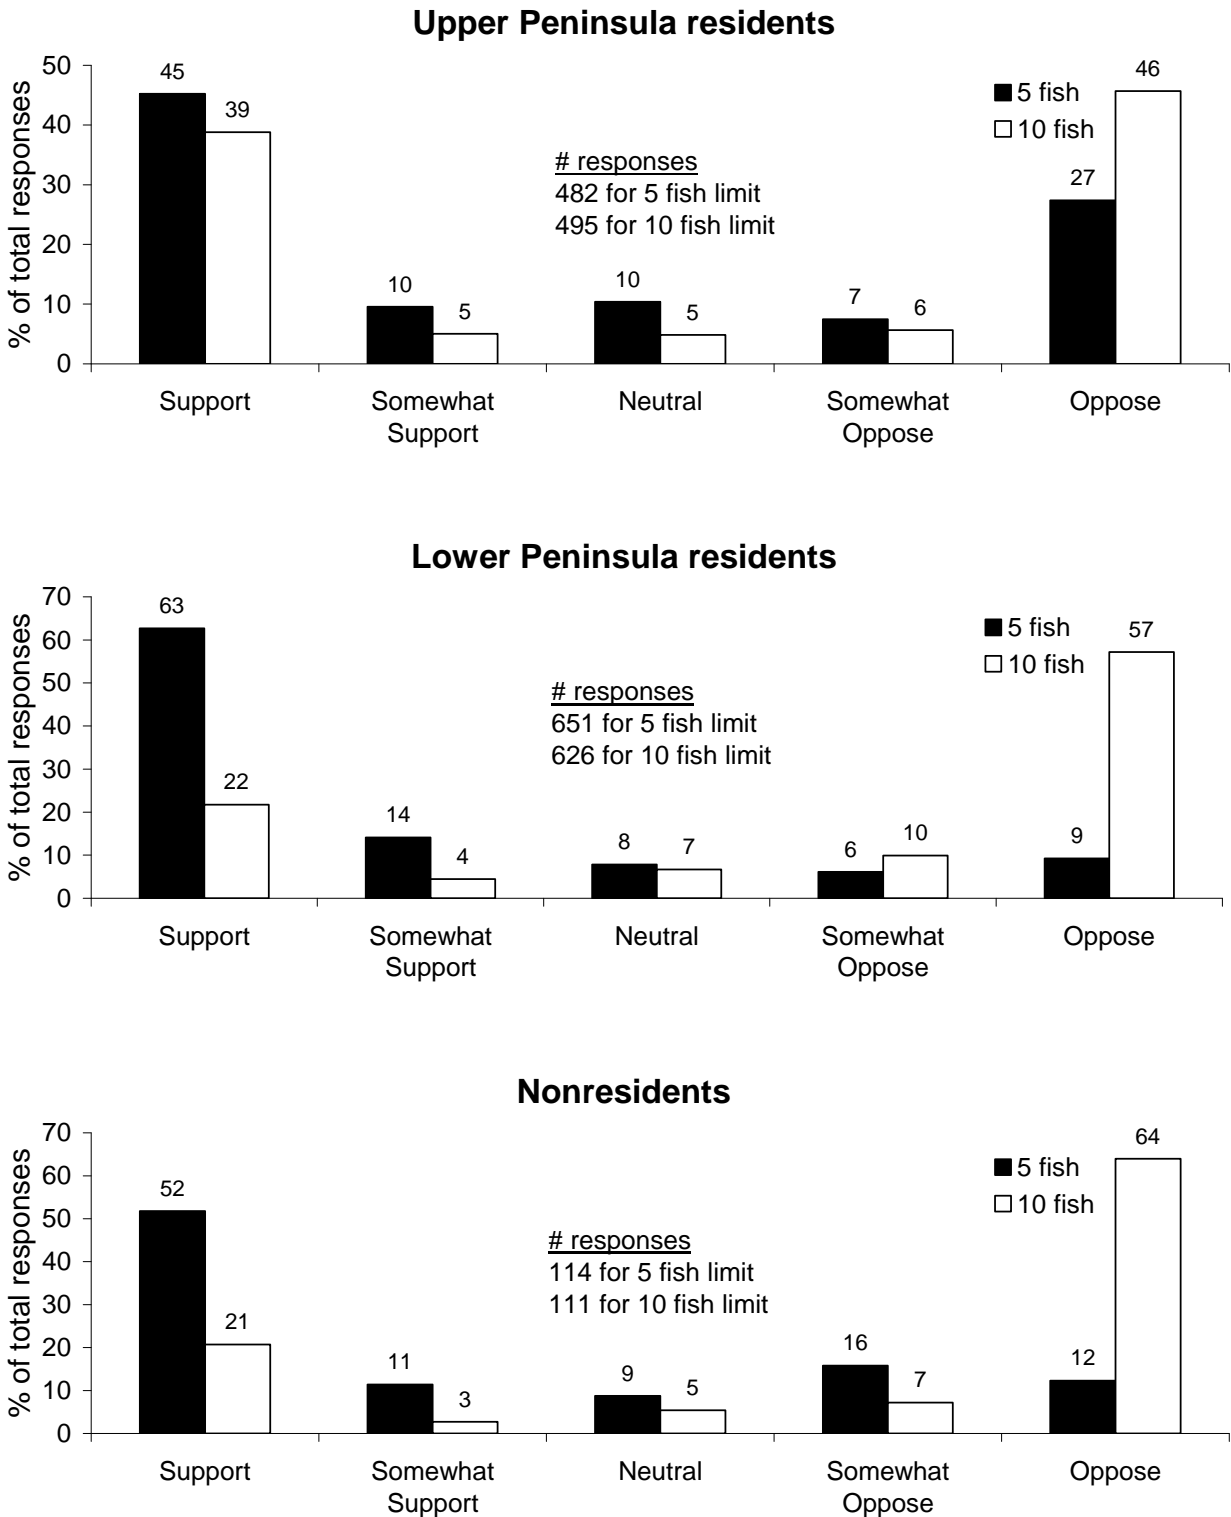 Upper Peninsula residents
% of total responses
50
40
30
20
10
0
45
39
10
5
10
5
7
6
27
46
5 fish
10 fish
# responses
482 for 5 fish limit
495 for 10 fish limit
Support
Somewhat
Support
Neutral
Somewhat
Oppose
Oppose
Lower Peninsula residents
% of total responses
70
60
50
40
30
20
10
0
63
22
14
4
8
7
6
10
9
57
5 fish
10 fish
# responses
651 for 5 fish limit
626 for 10 fish limit
Support
Somewhat
Support
Neutral
Somewhat
Oppose
Oppose
Nonresidents
% of total responses
70
60
50
40
30
20
10
0
52
21
11
3
9
5
16
7
12
64
5 fish
10 fish
# responses
114 for 5 fish limit
111 for 10 fish limit
Support
Somewhat
Support
Neutral
Somewhat
Oppose
Oppose